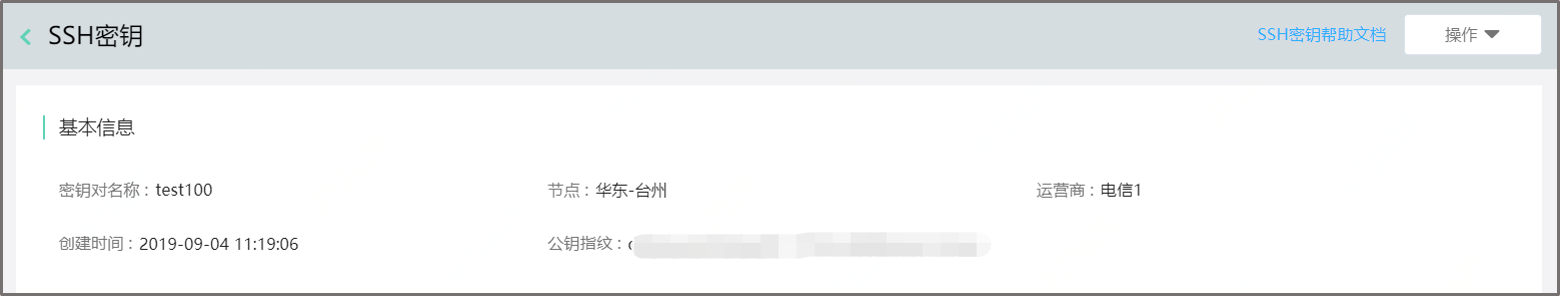 SSH密钥 SSH密钥帮助文档 操作
基本信息
密钥对名称：test100 节点：华东-台州 运营商：电信1
创建时间：2019-09-04 11:19:06 公钥指纹：